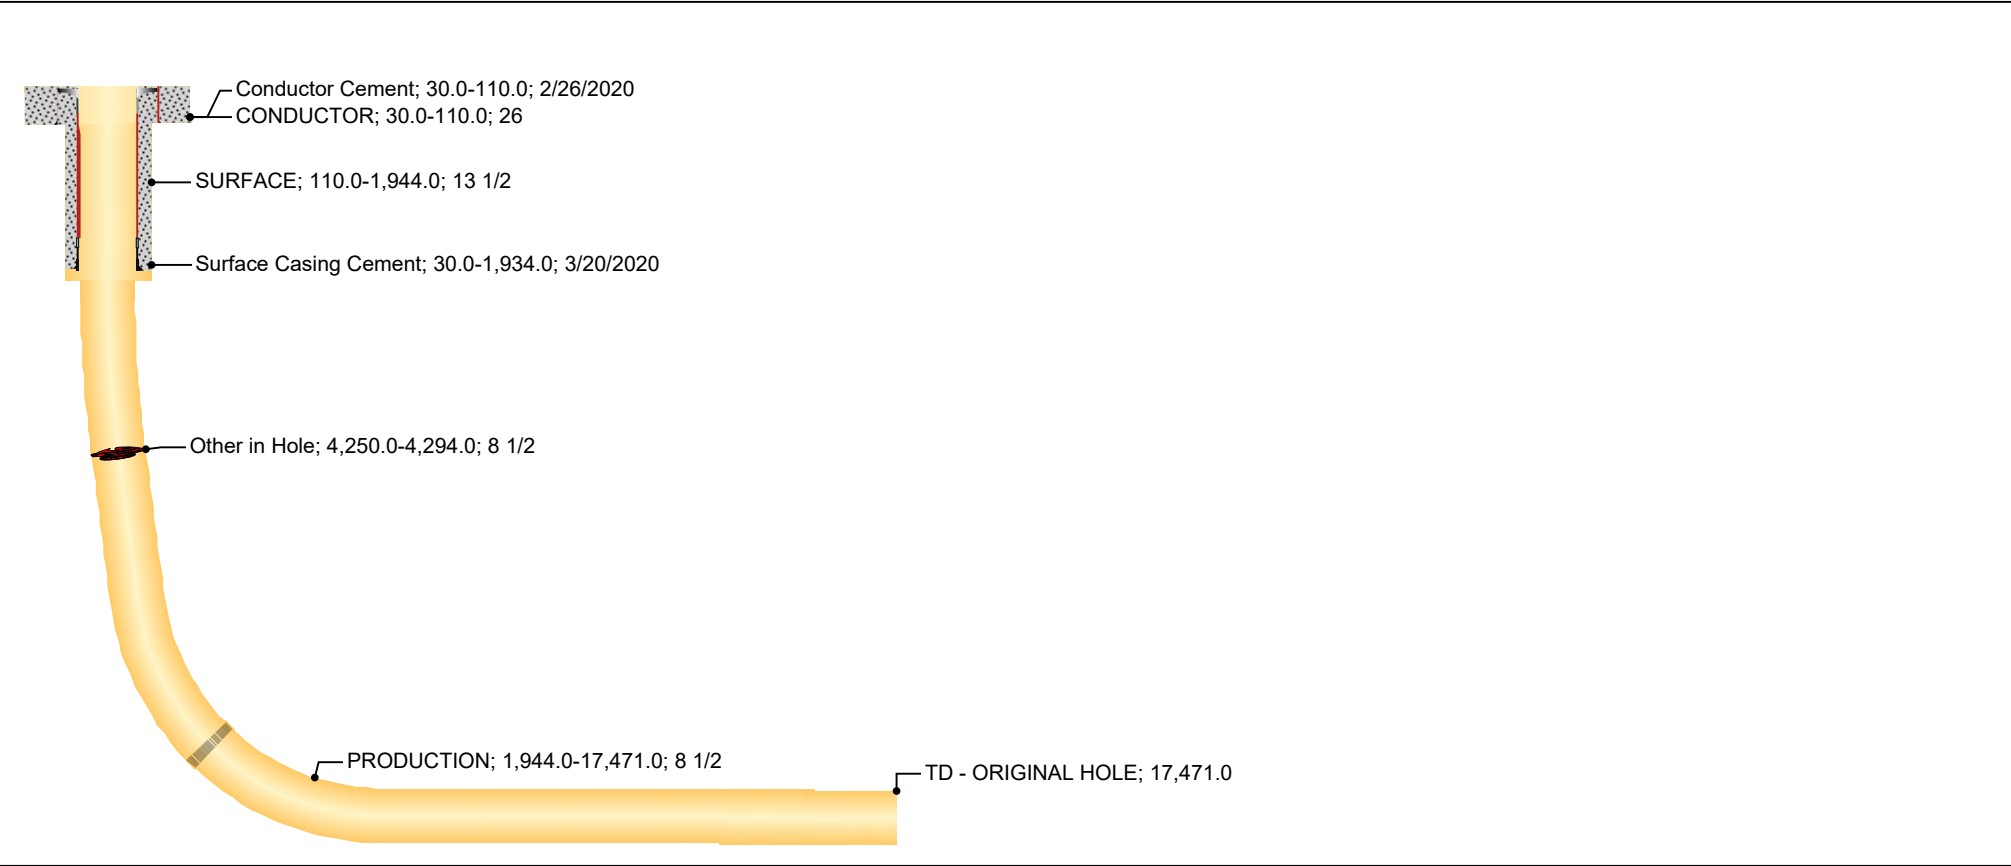 Conductor Cement; 30.0-110.0; 2/26/2020
CONDUCTOR; 30.0-110.0; 26
SURFACE; 110.0-1,944.0; 13 1/2
Surface Casing Cement; 30.0-1,934.0; 3/20/2020
Other in Hole; 4,250.0-4,294.0; 8 1/2
PRODUCTION; 1,944.0-17,471.0; 8 1/2
TD - ORIGINAL HOLE; 17,471.0